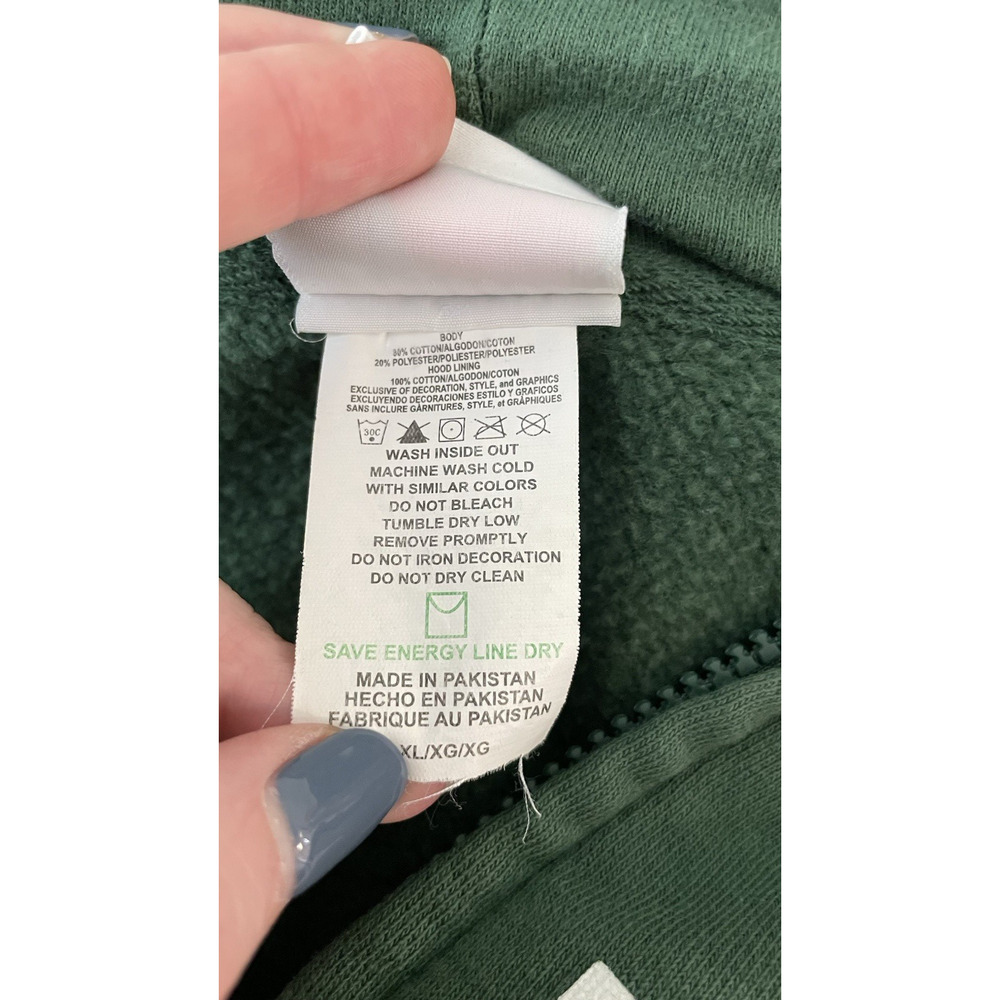 BODY
80% COTTON/ALGODON/COTON
20% POLYESTER/POLIESTER/POLYESTER
HOOD LINING
100% COTTON/ALGODON/COTON
EXCLUSIVE OF DECORATION, STYLE, and GRAPHICS
EXCLUYENDO DECORACIONES ESTILO Y GRAFICOS
SANS INCLURE GÁRNITURES, STYLE, et GRÁPHIQUES
30C
WASH INSIDE OUT
MACHINE WASH COLD
WITH SIMILAR COLORS
DO NOT BLEACH
TUMBLE DRY LOW
REMOVE PROMPTLY
DO NOT IRON DECORATION
DO NOT DRY CLEAN
SAVE ENERGY LINE DRY
MADE IN PAKISTAN
HECHO EN PAKISTAN
FABRIQUE AU PAKISTAN
XL/XG/XG